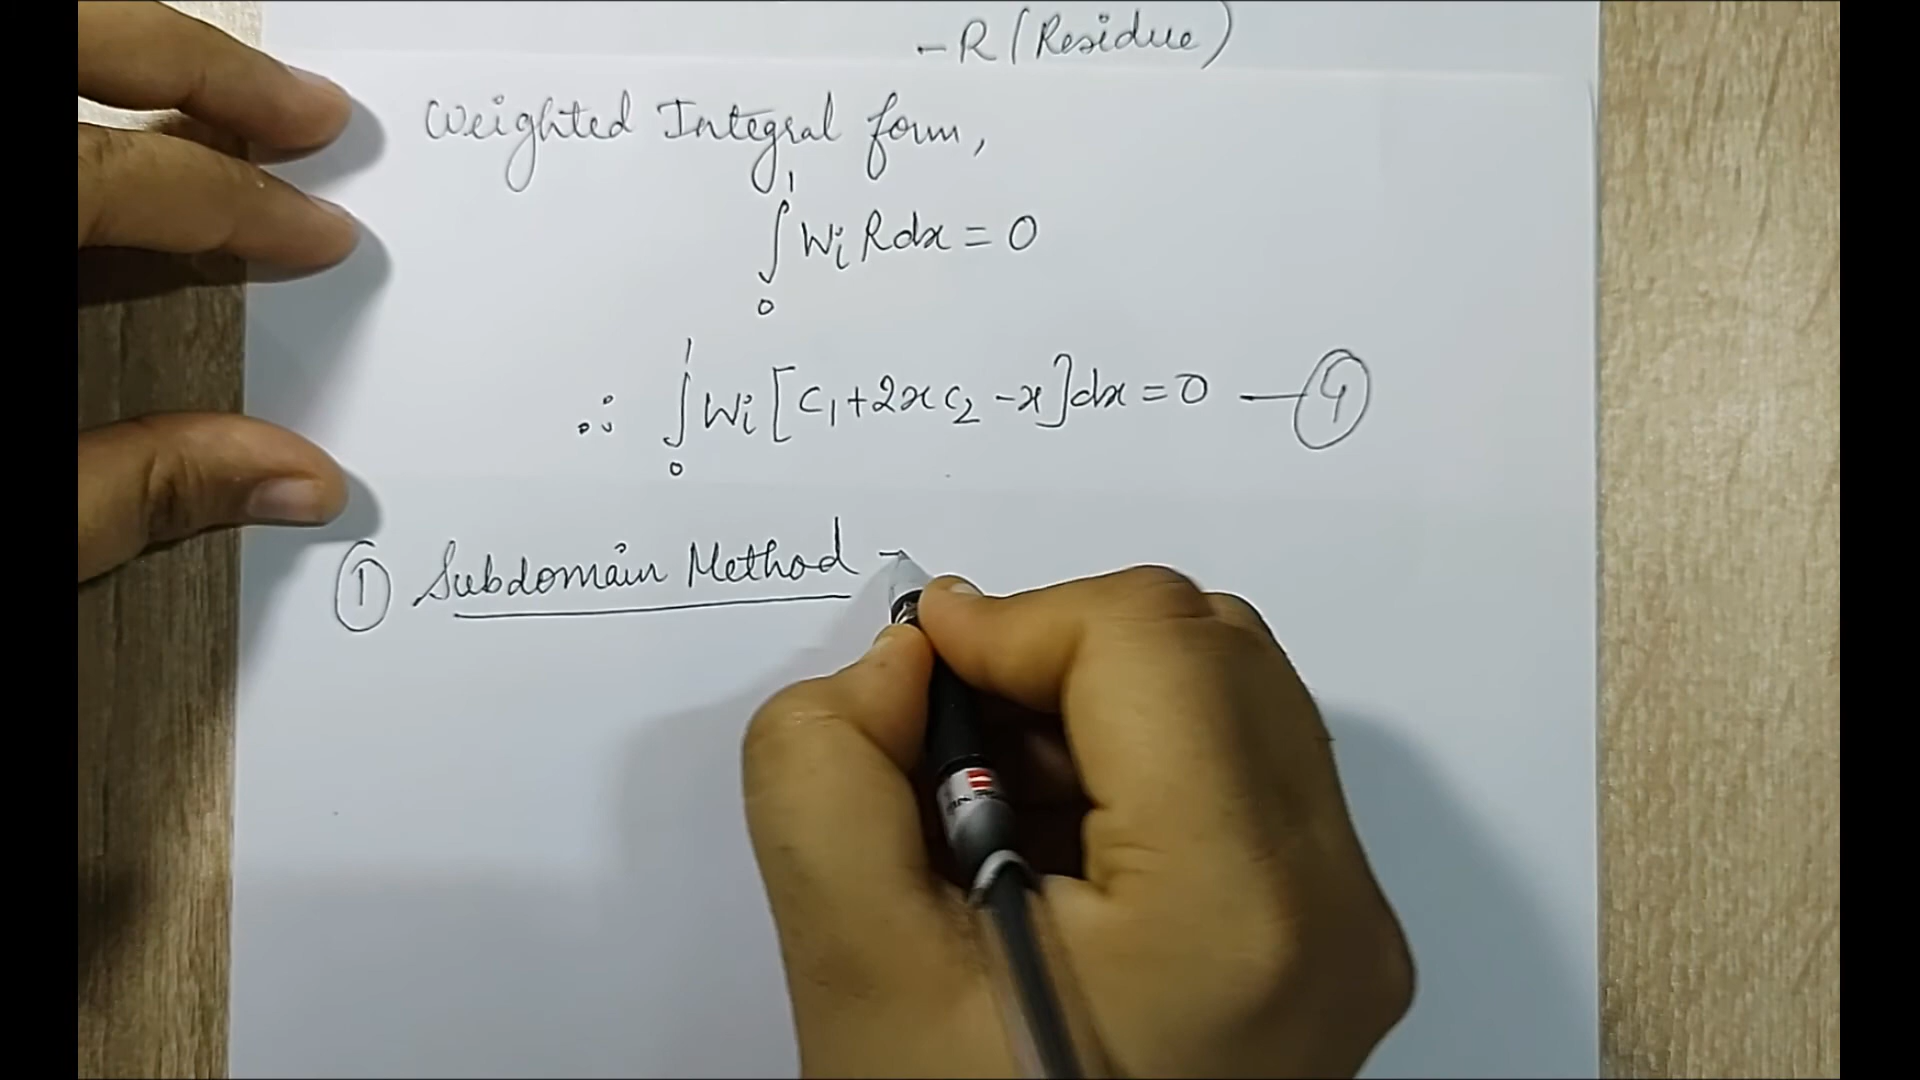 - R (Residue)
Weighted Integral form,
∫₀¹ Wi R dx = 0
∴ ∫₀¹ Wi [C₁ + 2x C₂ - x] dx = 0 — ④
① Subdomain Method →